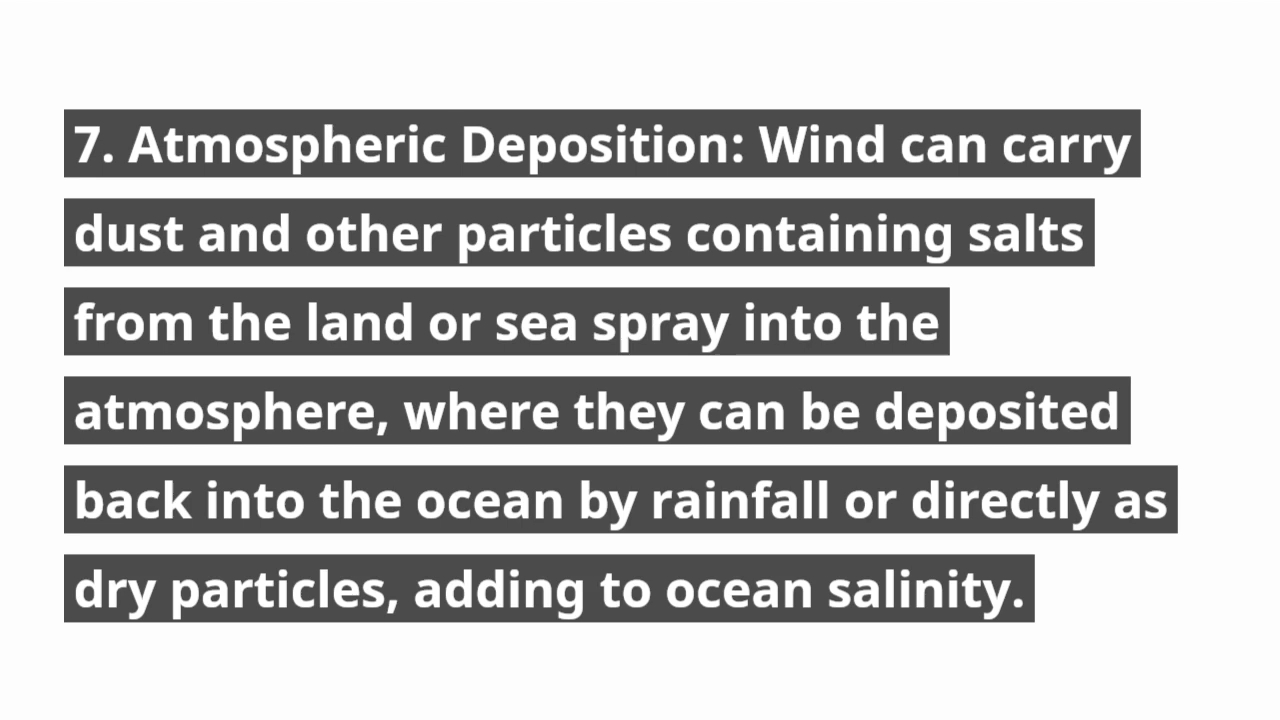 7. Atmospheric Deposition: Wind can carry
dust and other particles containing salts
from the land or sea spray into the
atmosphere, where they can be deposited
back into the ocean by rainfall or directly as
dry particles, adding to ocean salinity.